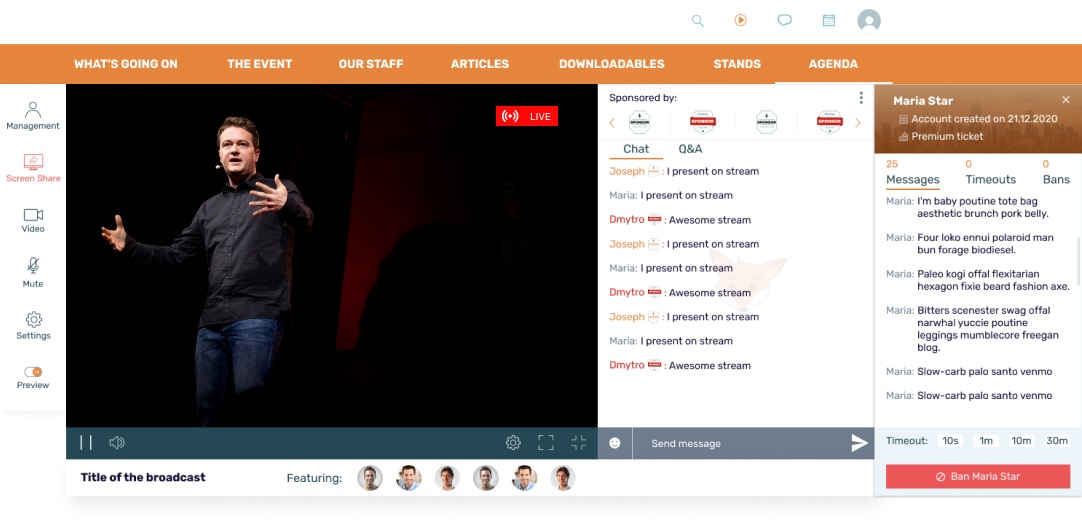 WHAT'S GOING ON
THE EVENT
OUR STAFF
ARTICLES
DOWNLOADABLES
STANDS
AGENDA
Management
Screen Share
Video
Mute
Settings
Preview
LIVE
Title of the broadcast
Featuring:
Sponsored by:
SPONSOR
SPONSOR
SPONSOR
SPONSOR
Chat
Q&A
Joseph : I present on stream
Maria: I present on stream
Dmytro : Awesome stream
Joseph : I present on stream
Maria: I present on stream
Dmytro : Awesome stream
Joseph : I present on stream
Maria: I present on stream
Dmytro : Awesome stream
Send message
Maria Star
Account created on 21.12.2020
Premium ticket
25
Messages
0
Timeouts
0
Bans
Maria: I'm baby poutine tote bag
aesthetic brunch pork belly.
Maria: Four loko ennui polaroid man
bun forage biodiesel.
Maria: Paleo kogi offal flexitarian
hexagon fixie beard fashion axe.
Maria: Bitters scenester swag offal
narwhal yuccie poutine
leggings mumblecore freegan
blog.
Maria: Slow-carb palo santo venmo
Maria: Slow-carb palo santo venmo
Timeout: 10s 1m 10m 30m
Ban Maria Star